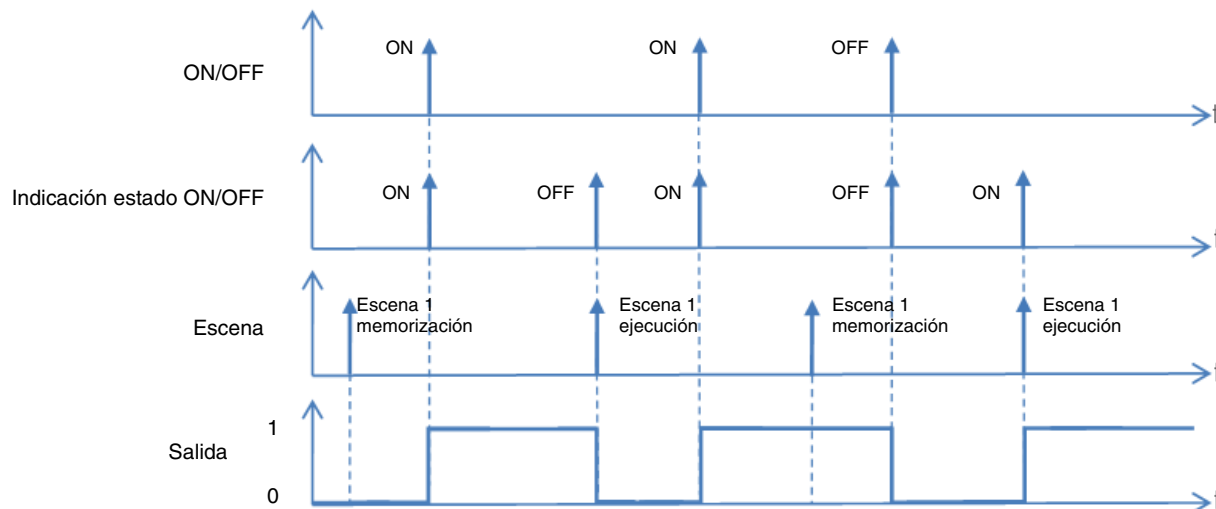 ON ON OFF
ON/OFF
t
ON OFF ON OFF ON
Indicación estado ON/OFF
t
Escena 1 Escena 1 Escena 1 Escena 1
memorización ejecución memorización ejecución
Escena
t
1
Salida
0
t